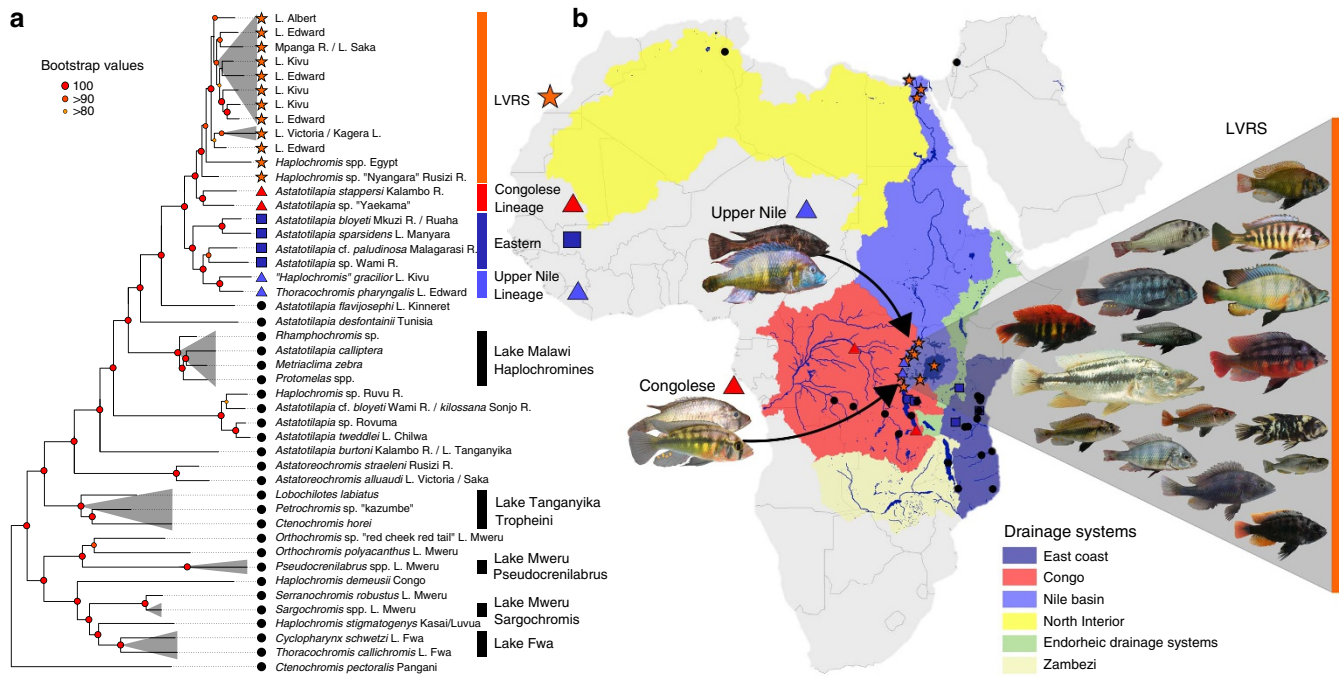 a
Bootstrap values
100
>90
>80
L. Albert
L. Edward
Mpanga R. / L. Saka
L. Kivu
L. Edward
L. Kivu
L. Kivu
L. Edward
L. Victoria / Kagera L.
L. Edward
Haplochromis spp. Egypt
Haplochromis sp. "Nyangara" Rusizi R.
Astatotilapia stappersi Kalambo R.
Astatotilapia sp. "Yaekama"
Astatotilapia bloyeti Mkuzi R. / Ruaha
Astatotilapia sparsidens L. Manyara
Astatotilapia cf. paludinosa Malagarasi R.
Astatotilapia sp. Wami R.
"Haplochromis" gracilior L. Kivu
Thoracochromis pharyngalis L. Edward
Astatotilapia flaviijosephi L. Kinneret
Astatotilapia desfontainii Tunisia
Rhamphochromis sp.
Astatotilapia calliptera
Metriaclima zebra
Protomelas spp.
Haplochromis sp. Ruvu R.
Astatotilapia cf. bloyeti Wami R. / kilossana Sonjo R.
Astatotilapia sp. Rovuma
Astatotilapia tweddlei L. Chilwa
Astatotilapia burtoni Kalambo R. / L. Tanganyika
Astatoreochromis straeleni Rusizi R.
Astatoreochromis alluaudi L. Victoria / Saka
Lobochilotes labiatus
Petrochromis sp. "kazumbe"
Ctenochromis horei
Orthochromis sp. "red cheek red tail" L. Mweru
Orthochromis polyacanthus L. Mweru
Pseudocrenilabrus spp. L. Mweru
Haplochromis demeusii Congo
Serranochromis robustus L. Mweru
Sargochromis spp. L. Mweru
Haplochromis stigmatogenys Kasai/Luvua
Cyclopharynx schwetzi L. Fwa
Thoracochromis callichromis L. Fwa
Ctenochromis pectoralis Pangani
LVRS
Congolese
Lineage
Eastern
Upper Nile
Lineage
Lake Malawi
Haplochromines
Lake Tanganyika
Tropheini
Lake Mweru
Pseudocrenilabrus
Lake Mweru
Sargochromis
Lake Fwa
b
Upper Nile
Congolese
LVRS
Drainage systems
East coast
Congo
Nile basin
North Interior
Endorheic drainage systems
Zambezi